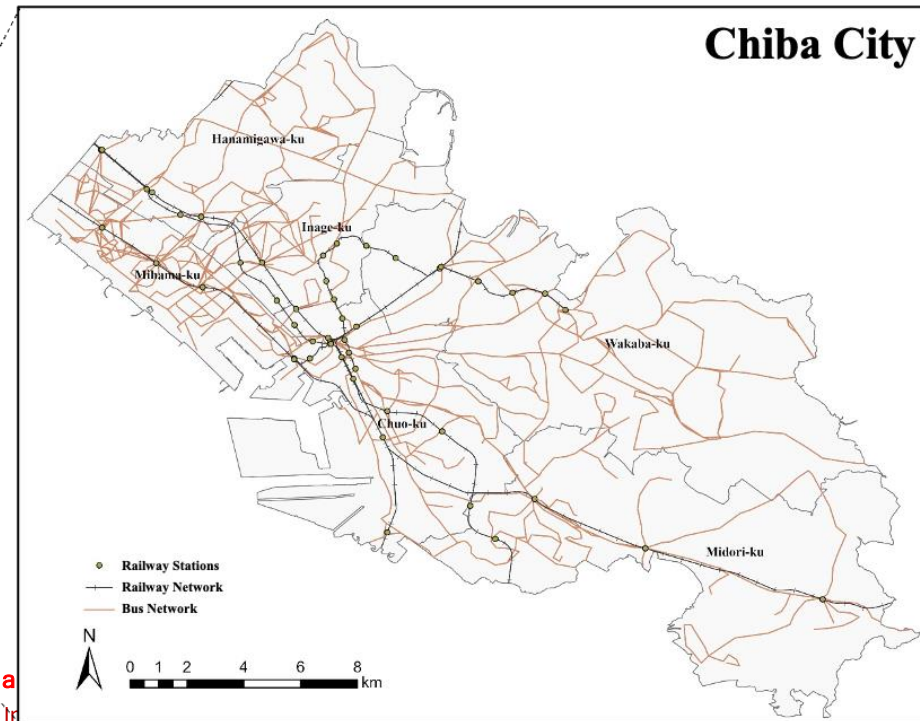 Chiba City
Hanamigawa-ku
Inage-ku
Mihama-ku
Wakaba-ku
Chuo-ku
Midori-ku
Railway Stations
Railway Network
Bus Network
N
0 1 2 4 6 8
km
a